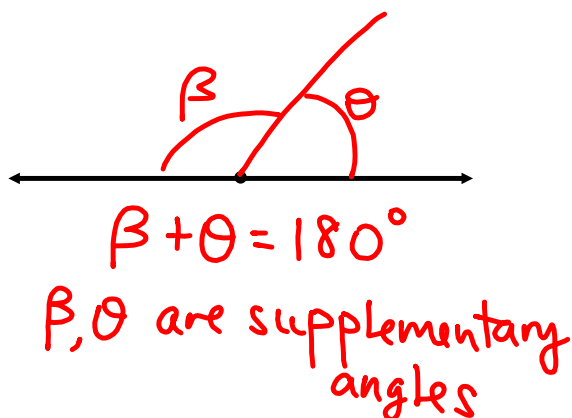 β
θ
β + θ = 180°
β, θ are supplementary
angles